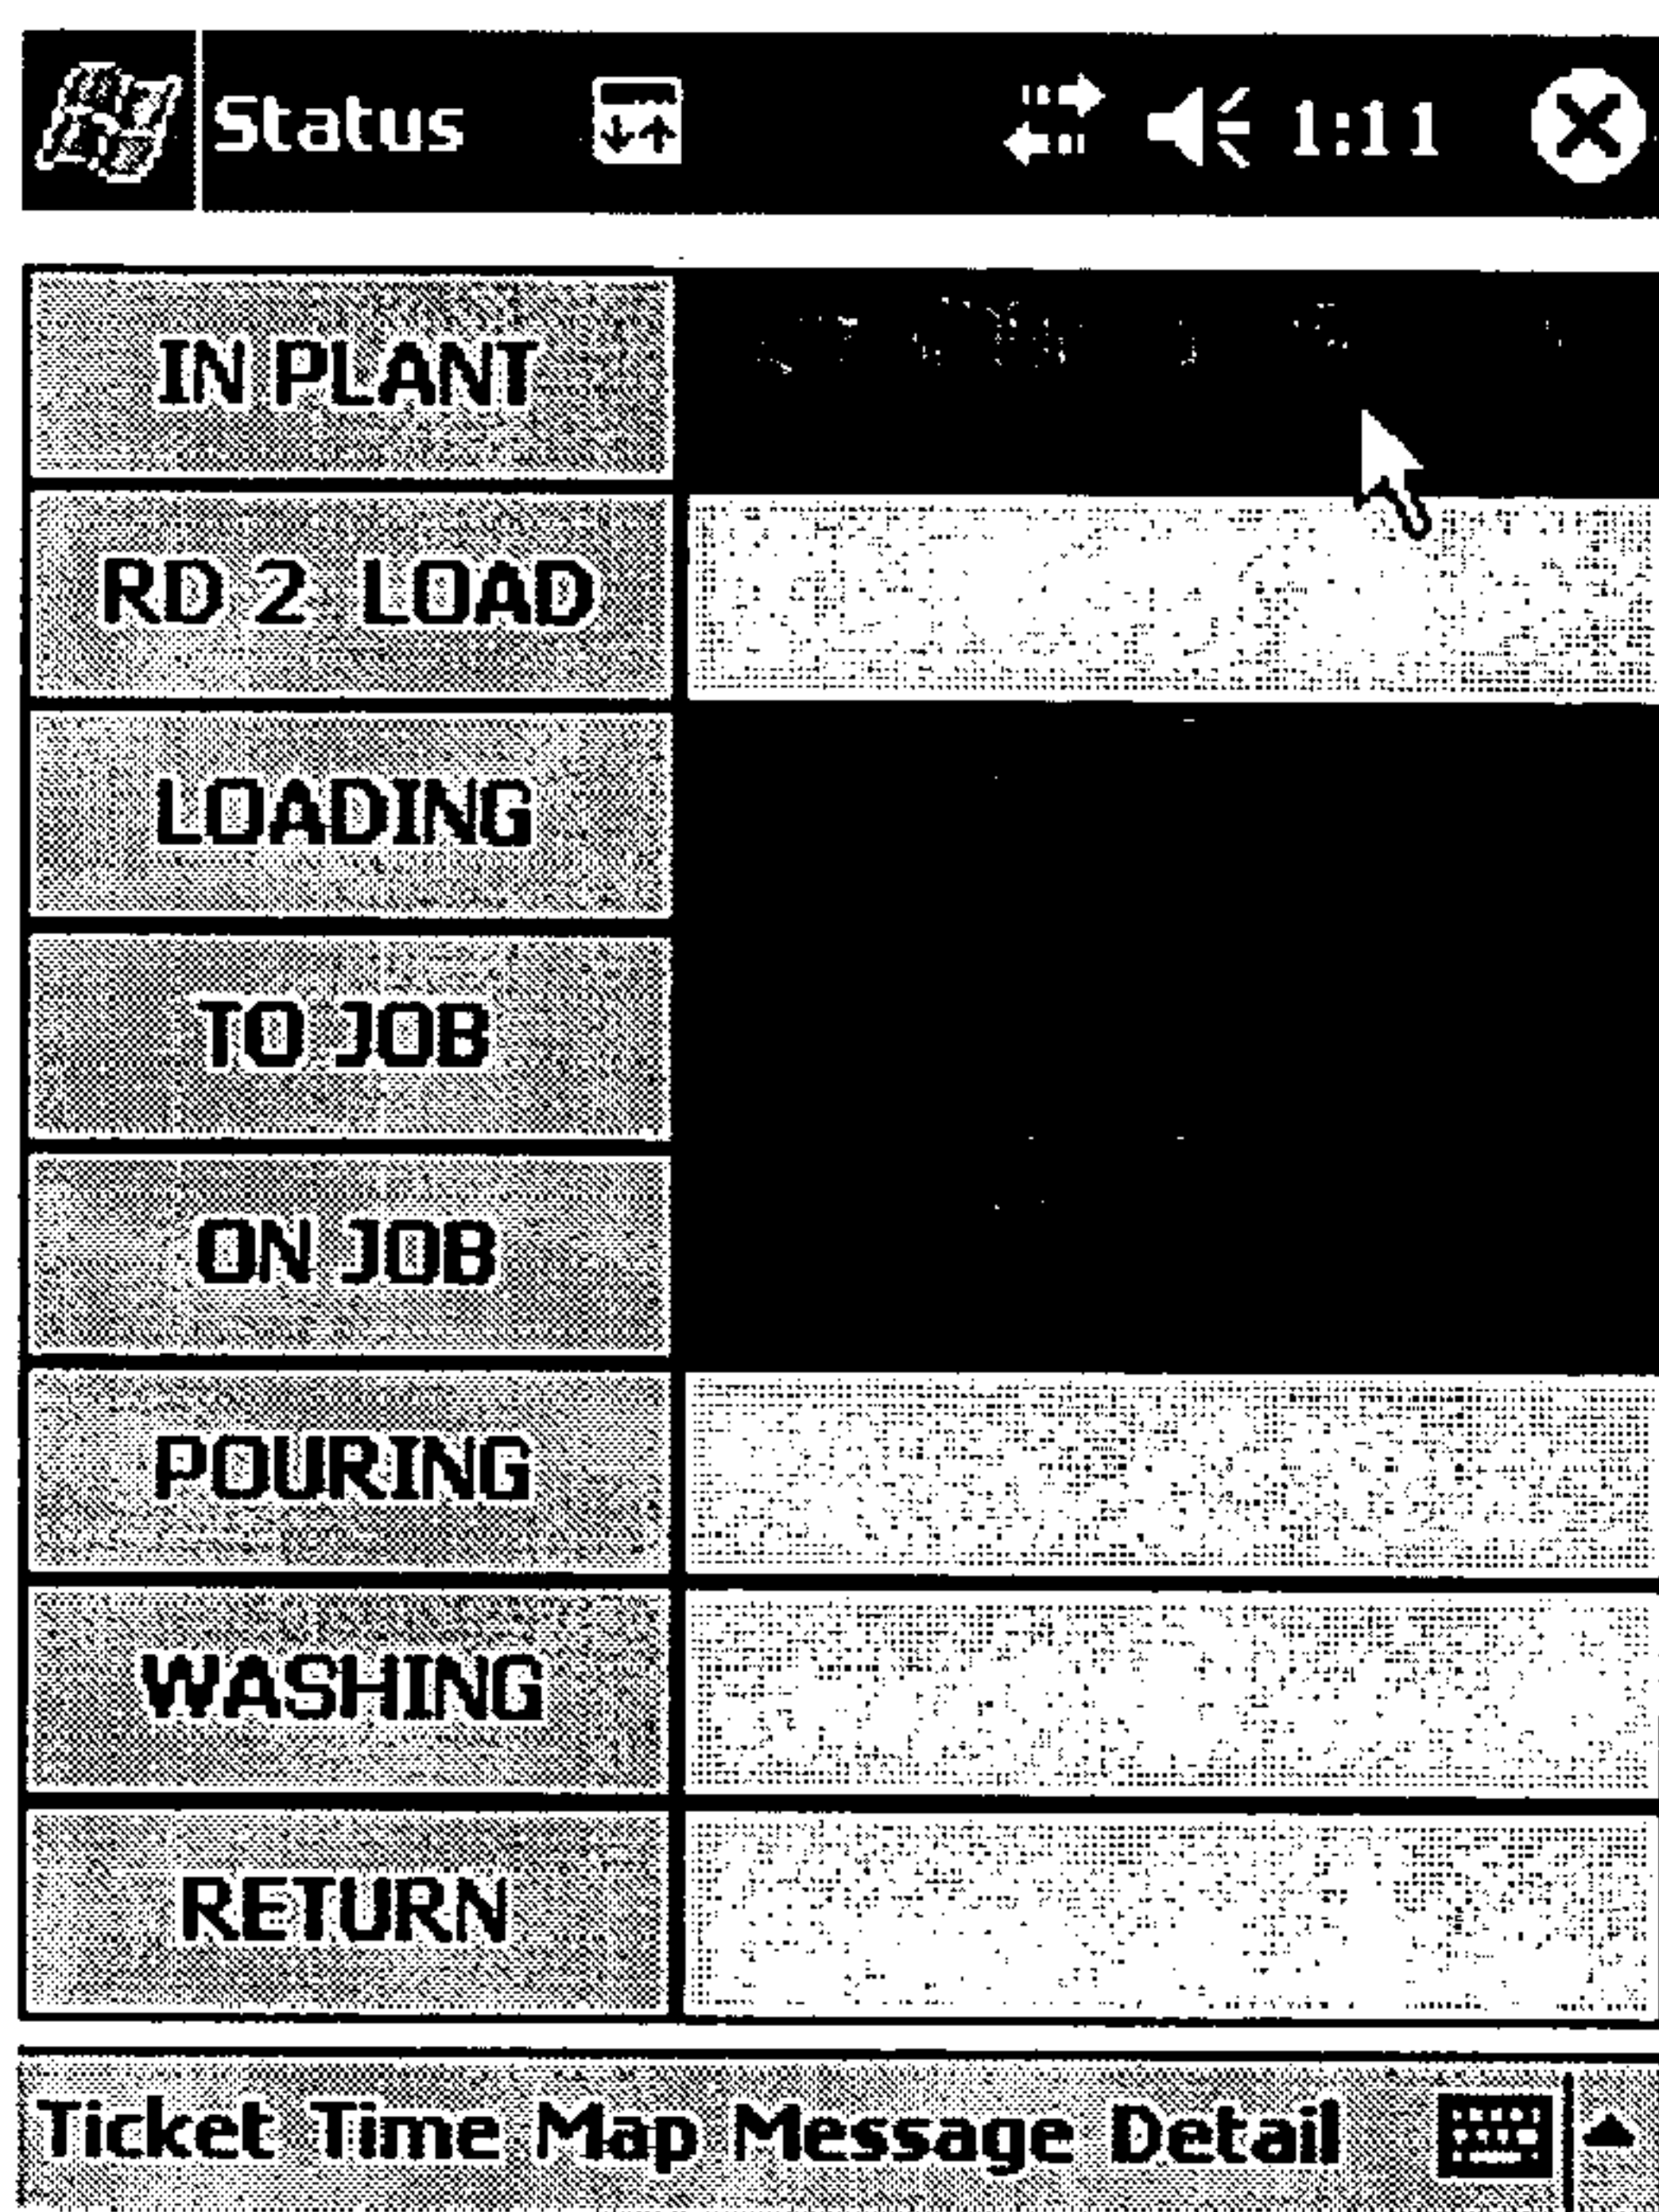 Status 1:11
IN PLANT
RD 2 LOAD
LOADING
TO JOB
ON JOB
POURING
WASHING
RETURN
Ticket Time Map Message Detail